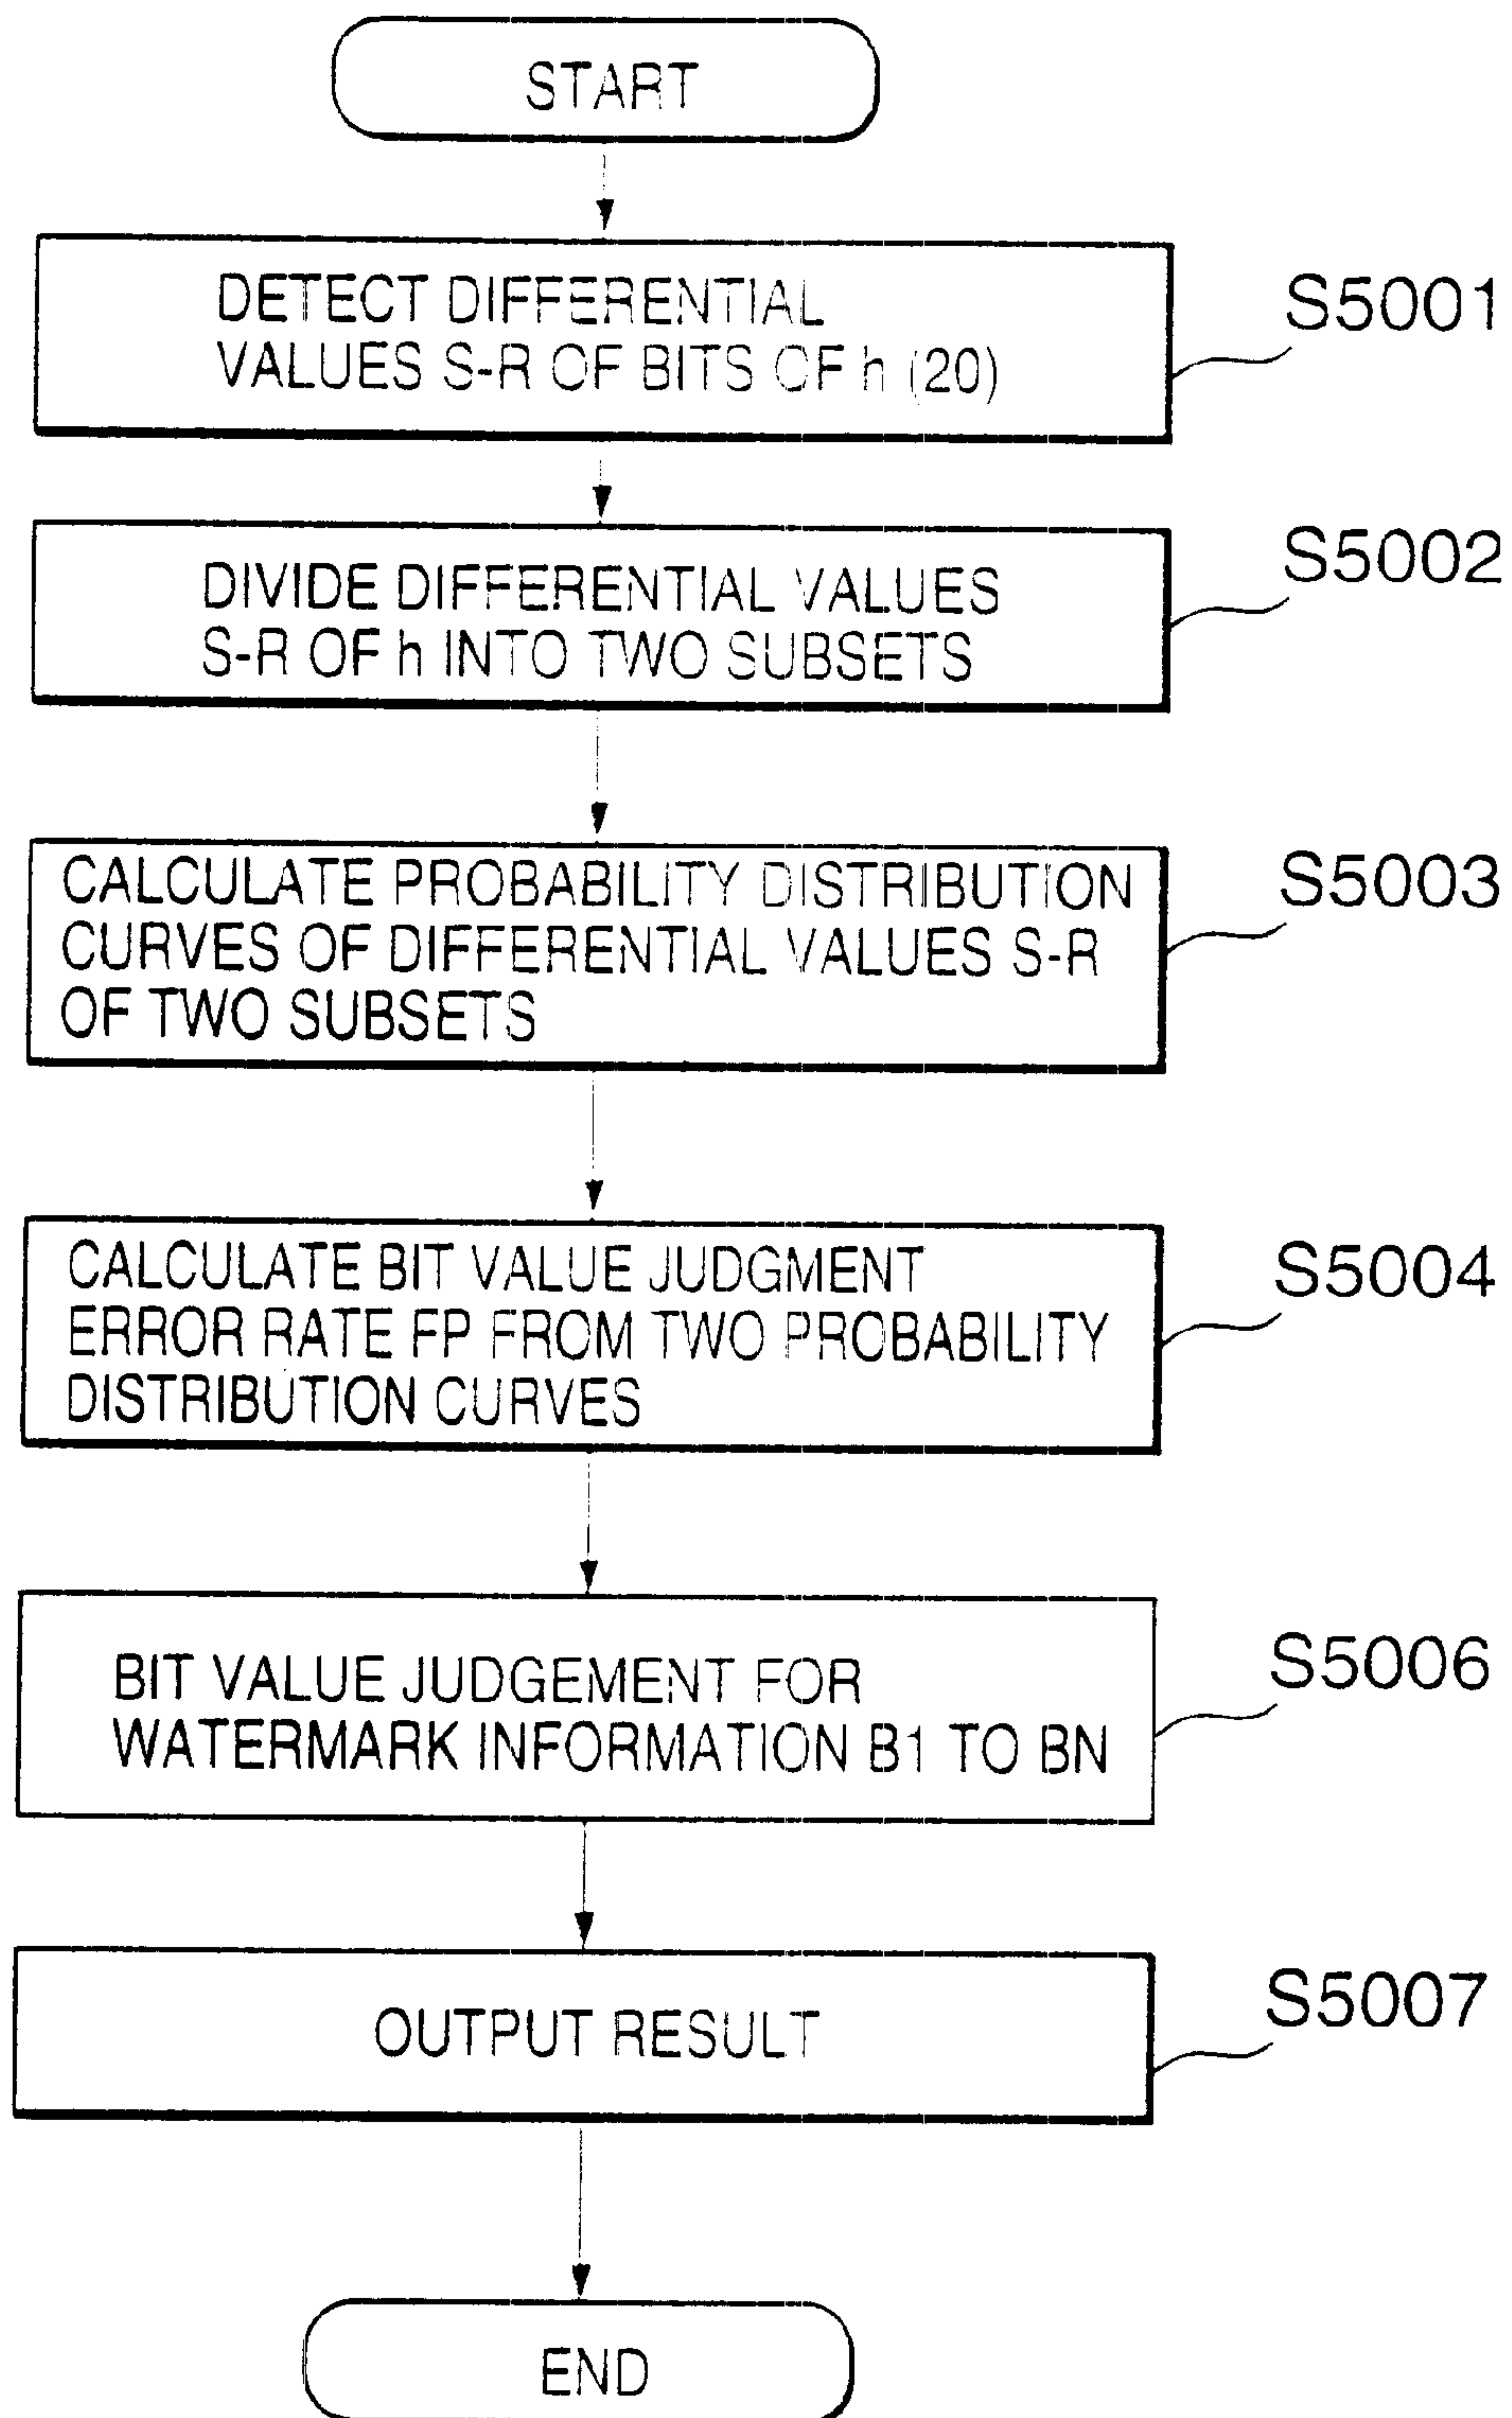 START
DETECT DIFFERENTIAL
VALUES S-R OF BITS OF h (20)
S5001
DIVIDE DIFFERENTIAL VALUES
S-R OF h INTO TWO SUBSETS
S5002
CALCULATE PROBABILITY DISTRIBUTION
CURVES OF DIFFERENTIAL VALUES S-R
OF TWO SUBSETS
S5003
CALCULATE BIT VALUE JUDGMENT
ERROR RATE FP FROM TWO PROBABILITY
DISTRIBUTION CURVES
S5004
BIT VALUE JUDGEMENT FOR
WATERMARK INFORMATION B1 TO BN
S5006
OUTPUT RESULT
S5007
END